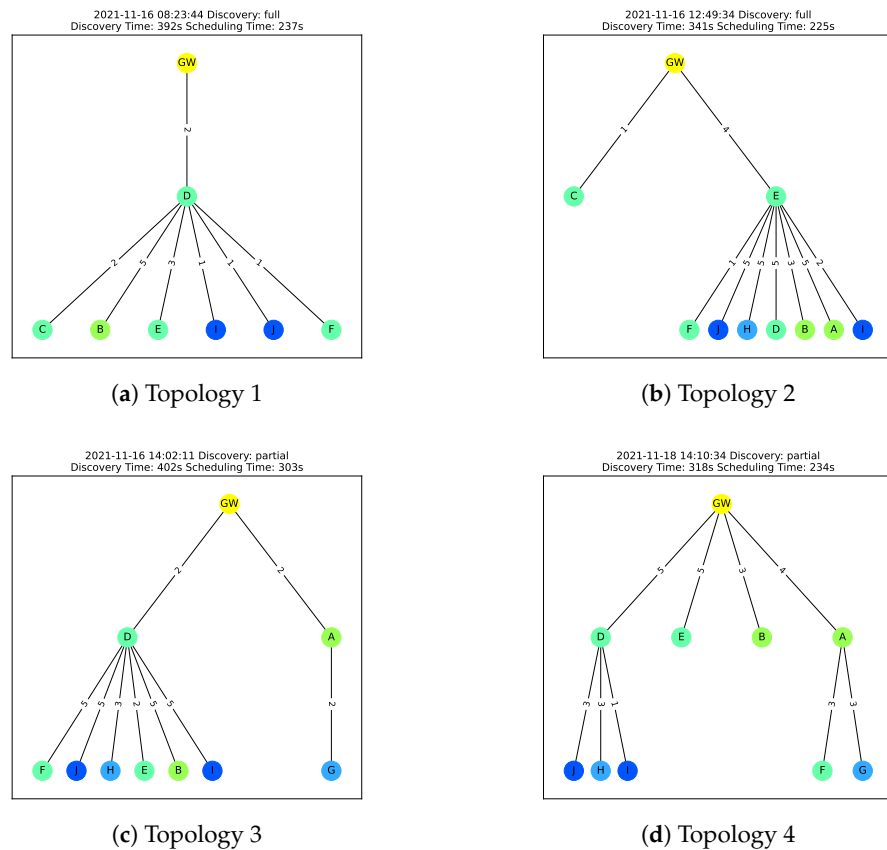 2021-11-16 08:23:44 Discovery: full
Discovery Time: 392s Scheduling Time: 237s
GW
2
D
2 5 3 1 1 1
C B E I J F
(a) Topology 1
2021-11-16 12:49:34 Discovery: full
Discovery Time: 341s Scheduling Time: 225s
GW
1 4
C E
1 5 5 5 3 5 2
F J H D B A I
(b) Topology 2
2021-11-16 14:02:11 Discovery: partial
Discovery Time: 402s Scheduling Time: 303s
GW
2 2
D A
5 5 3 2 5 5 2
F J H E B I G
(c) Topology 3
2021-11-18 14:10:34 Discovery: partial
Discovery Time: 318s Scheduling Time: 234s
GW
5 5 3 4
D E B A
3 3 1 3 3
J H I F G
(d) Topology 4